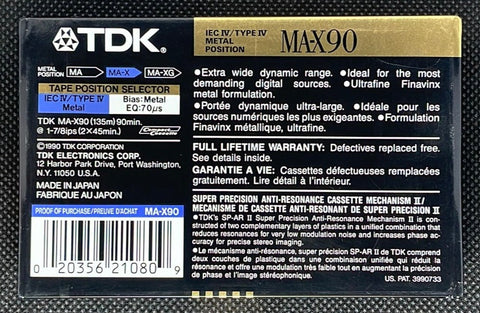 TDK®
IEC IV/TYPE IV
METAL
POSITION
MA-X90
METAL
POSITION
MA
MA-X
MA-XG
TAPE POSITION SELECTOR
IEC IV/TYPE IV
Metal
Bias: Metal
EQ: 70µs
TDK MA-X90 (135m) 90min.
@ 1-7/8ips (2×45min.)
Compact Cassette
©1990 TDK CORPORATION
TDK ELECTRONICS CORP.
12 Harbor Park Drive, Port Washington,
N.Y. 11050 U.S.A.
MADE IN JAPAN
FABRIQUÉ AU JAPON
PROOF OF PURCHASE/PREUVE D'ACHAT MA-X90
0 20356 21080 9
●Extra wide dynamic range. ●Ideal for the most
demanding digital sources. ●Ultrafine Finavinx
metal formulation.
●Portée dynamique ultra-large. ●Idéale pour les
sources numériques les plus exigeantes. ●Formulation
Finavinx métallique, ultrafine.
FULL LIFETIME WARRANTY: Defectives replaced free.
See details inside.
GARANTIE A VIE: Cassettes défectueuses remplacées
gratuitement. Lire détail à l'intérieur.
SUPER PRECISION ANTI-RESONANCE CASSETTE MECHANISM II/
MECANISME DE CASSETTE ANTI-RESONANT DE SUPER PRECISION II
●TDK's SP-AR II Super Precision Anti-Resonance Mechanism II is con-
structed of two complementary layers of plastics in a unified combination that
reduces resonances for very low modulation noise and increases phase accu-
racy for precise stereo imaging.
●Le mécanisme anti-résonance, super-précision, SP-AR II de TDK comprend
deux couches de plastique dans une combinaison unifiée qui réduit les
résonances et offre une modulation très faible tout en augmentant la précision
de phase et l'image stéréophonique.
US. PAT. 3990733